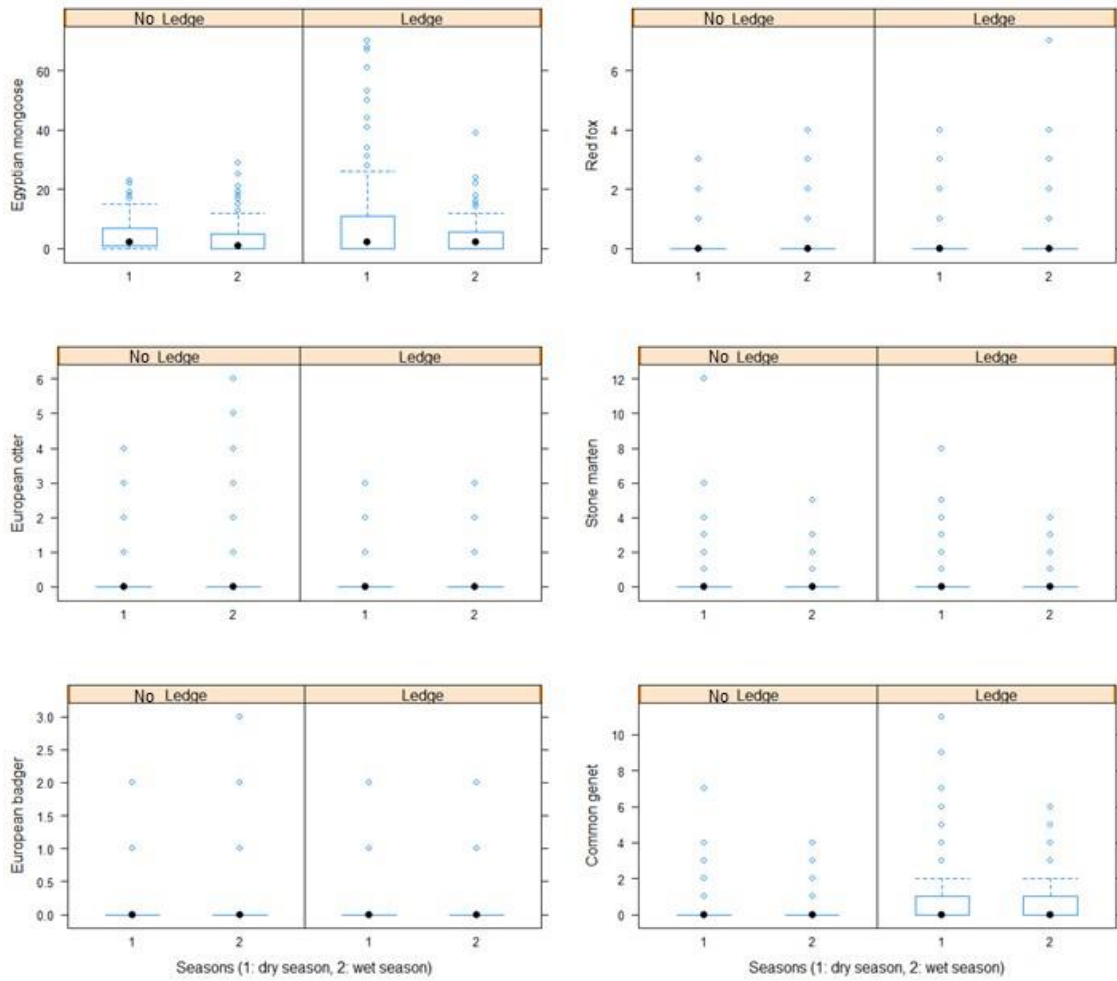 No Ledge
Ledge
Egyptian mongoose
60
40
20
0
1
2
1
2
No Ledge
Ledge
Red fox
6
4
2
0
1
2
1
2
No Ledge
Ledge
European otter
6
5
4
3
2
1
0
1
2
1
2
No Ledge
Ledge
Stone marten
12
10
8
6
4
2
0
1
2
1
2
No Ledge
Ledge
European badger
3.0
2.5
2.0
1.5
1.0
0.5
0.0
1
2
1
2
Seasons (1: dry season, 2: wet season)
No Ledge
Ledge
Common genet
10
8
6
4
2
0
1
2
1
2
Seasons (1: dry season, 2: wet season)